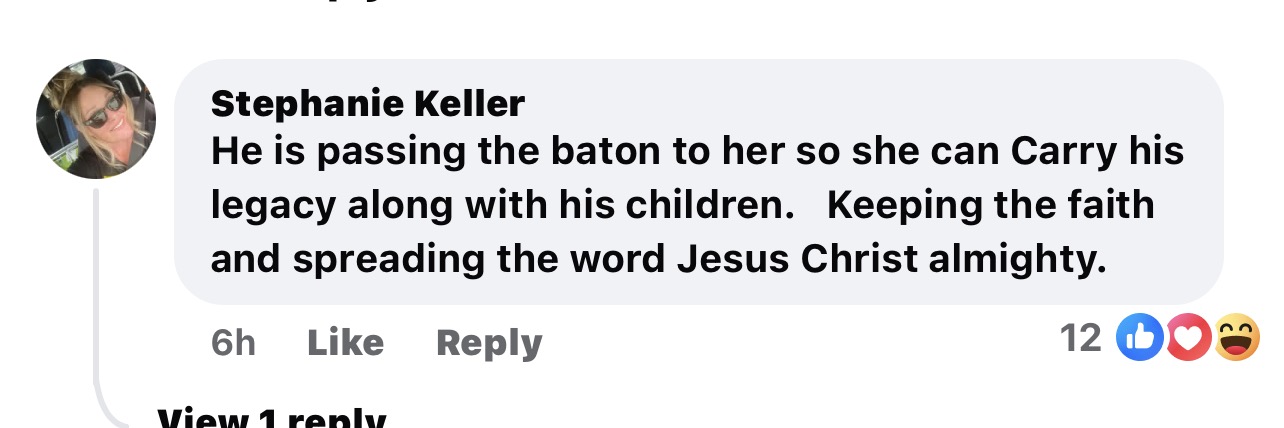 Stephanie Keller
He is passing the baton to her so she can Carry his
legacy along with his children.   Keeping the faith
and spreading the word Jesus Christ almighty.
6h Like Reply 12
View 1 reply